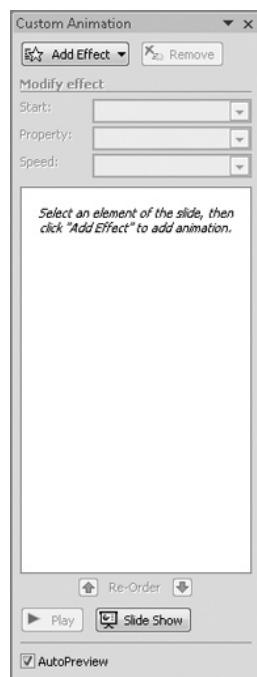 Custom Animation
Add Effect Remove
Modify effect
Start:
Property:
Speed:
Select an element of the slide, then
click "Add Effect" to add animation.
Re-Order
Play Slide Show
AutoPreview